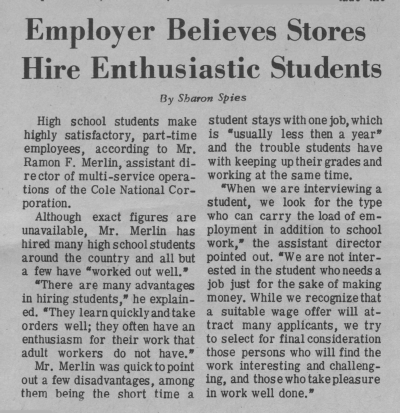 Employer Believes Stores
Hire Enthusiastic Students
By Sharon Spies
High school students make
highly satisfactory, part-time
employees, according to Mr.
Ramon F. Merlin, assistant di-
rector of multi-service opera-
tions of the Cole National Cor-
poration.
Although exact figures are
unavailable, Mr. Merlin has
hired many high school students
around the country and all but
a few have "worked out well."
"There are many advantages
in hiring students," he explain-
ed. "They learn quickly and take
orders well; they often have an
enthusiasm for their work that
adult workers do not have."
Mr. Merlin was quick to point
out a few disadvantages, among
them being the short time a
student stays with one job, which
is "usually less then a year"
and the trouble students have
with keeping up their grades and
working at the same time.
"When we are interviewing a
student, we look for the type
who can carry the load of em-
ployment in addition to school
work," the assistant director
pointed out. "We are not inter-
ested in the student who needs a
job just for the sake of making
money. While we recognize that
a suitable wage offer will at-
tract many applicants, we try
to select for final consideration
those persons who will find the
work interesting and challeng-
ing, and those who take pleasure
in work well done."